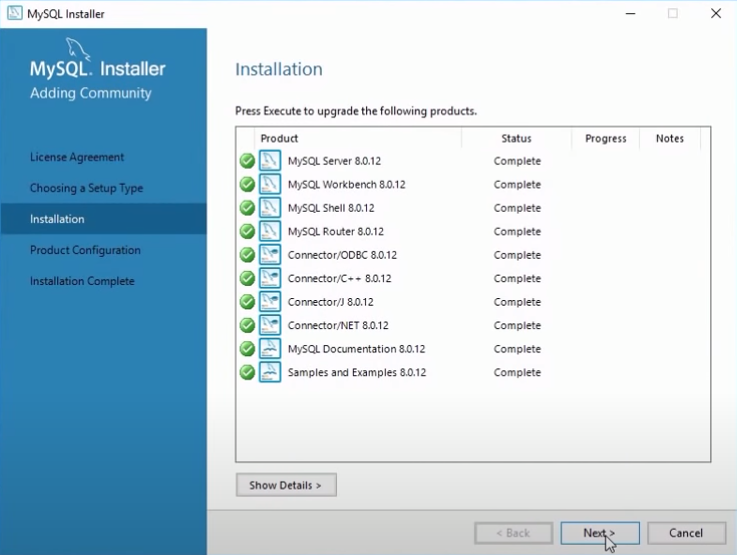 MySQL Installer
MySQL. Installer
Adding Community
License Agreement
Choosing a Setup Type
Installation
Product Configuration
Installation Complete
Installation
Press Execute to upgrade the following products.
Product Status Progress Notes
MySQL Server 8.0.12 Complete
MySQL Workbench 8.0.12 Complete
MySQL Shell 8.0.12 Complete
MySQL Router 8.0.12 Complete
Connector/ODBC 8.0.12 Complete
Connector/C++ 8.0.12 Complete
Connector/J 8.0.12 Complete
Connector/NET 8.0.12 Complete
MySQL Documentation 8.0.12 Complete
Samples and Examples 8.0.12 Complete
Show Details >
< Back Next > Cancel